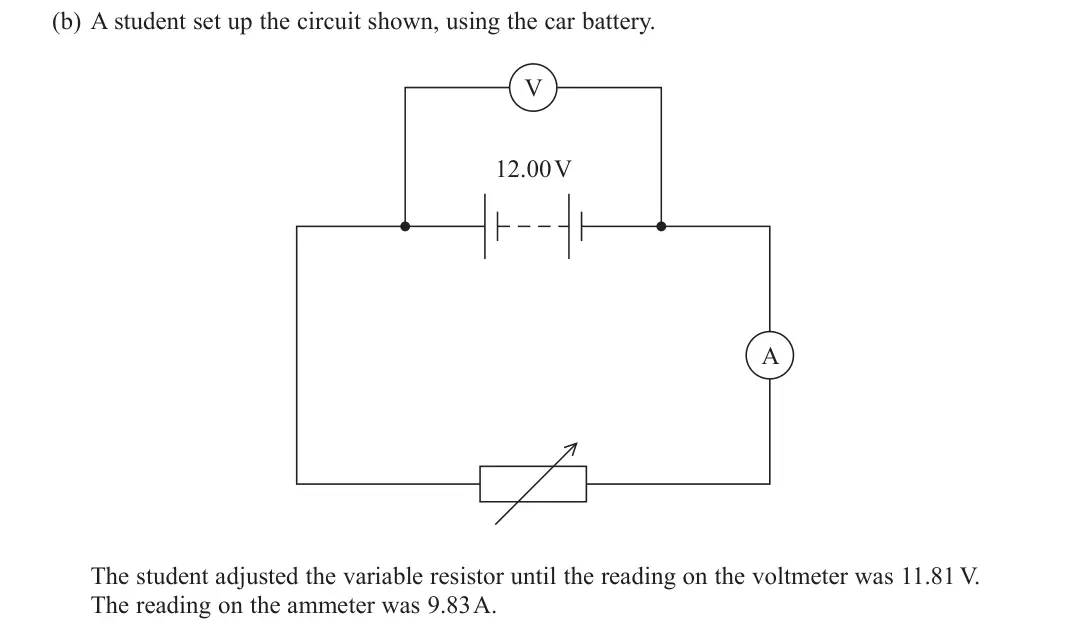 (b) A student set up the circuit shown, using the car battery.
V
12.00 V
A
The student adjusted the variable resistor until the reading on the voltmeter was 11.81 V.
The reading on the ammeter was 9.83 A.